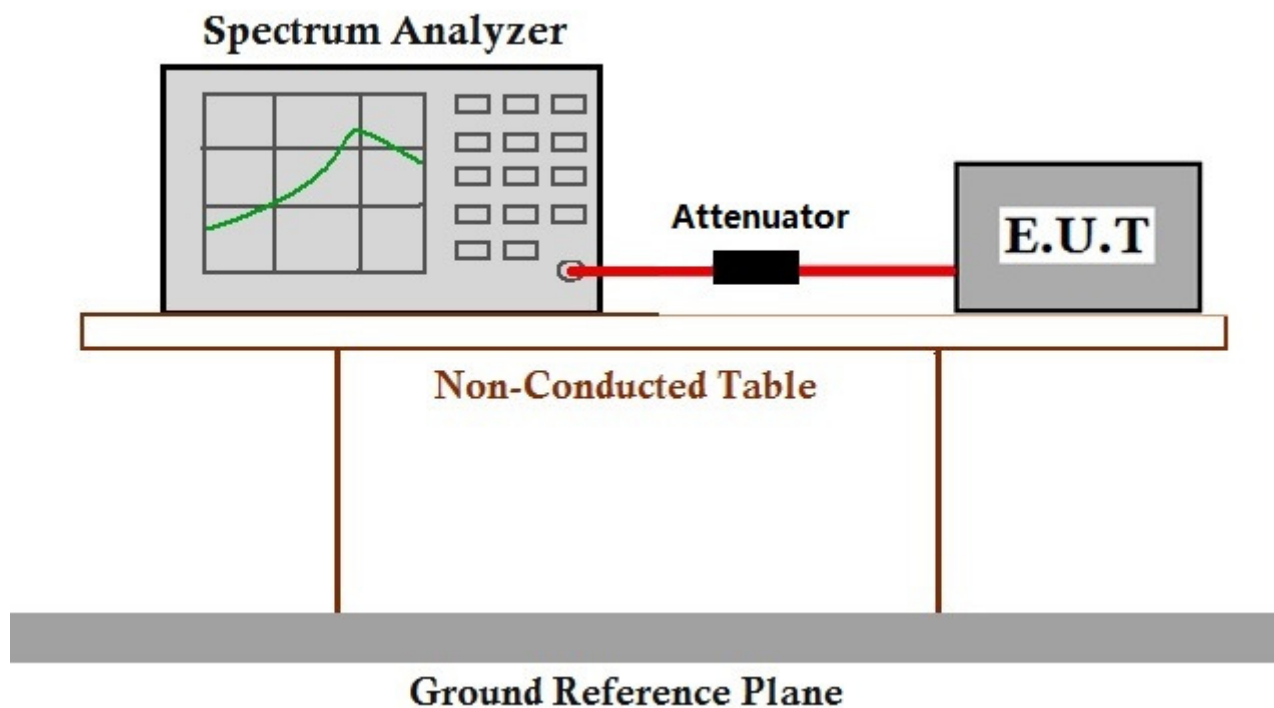 Spectrum Analyzer
Attenuator
E.U.T
Non-Conducted Table
Ground Reference Plane